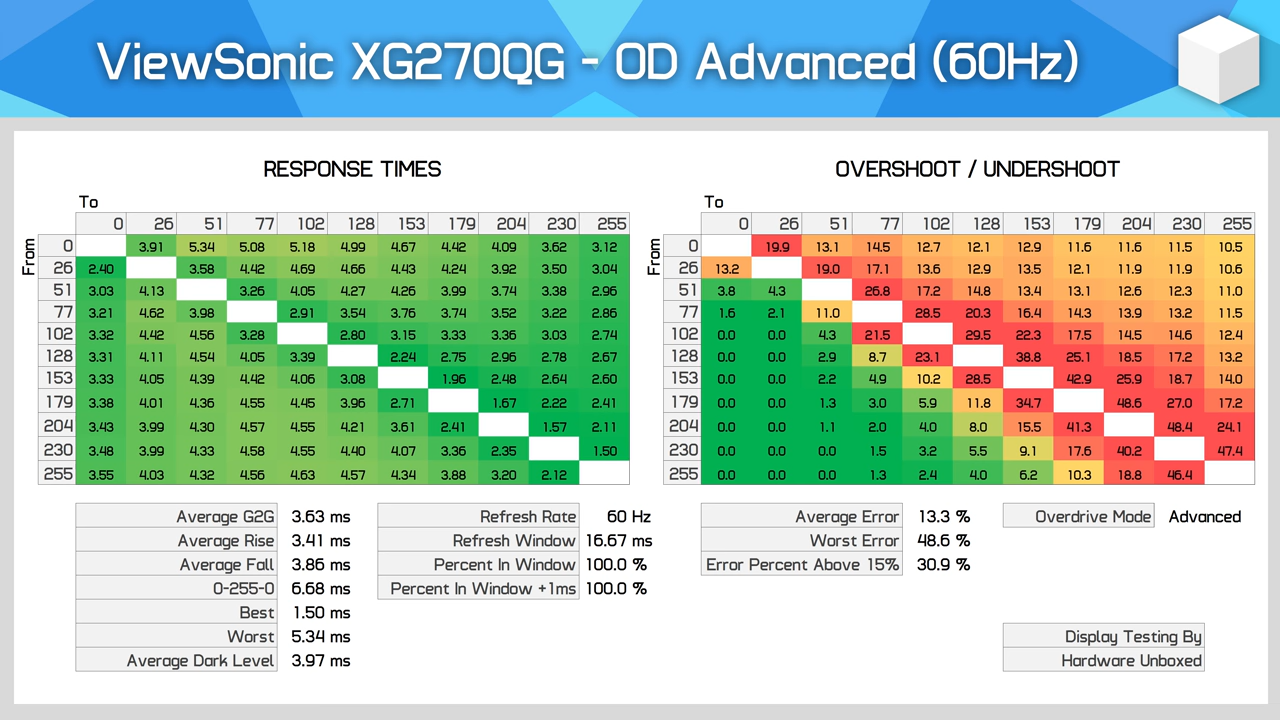 ViewSonic XG270QG - OD Advanced (60Hz)
RESPONSE TIMES
To
0 26 51 77 102 128 153 179 204 230 255
From
0 3.91 5.34 5.08 5.18 4.99 4.67 4.42 4.09 3.62 3.12
26 2.40 3.58 4.42 4.69 4.66 4.43 4.24 3.92 3.50 3.04
51 3.03 4.13 3.26 4.05 4.27 4.26 3.99 3.74 3.38 2.96
77 3.21 4.62 3.98 2.91 3.54 3.76 3.74 3.52 3.22 2.86
102 3.32 4.42 4.56 3.28 2.80 3.15 3.33 3.36 3.03 2.74
128 3.31 4.11 4.54 4.05 3.39 2.24 2.75 2.96 2.78 2.67
153 3.33 4.05 4.39 4.42 4.06 3.08 1.96 2.48 2.64 2.60
179 3.38 4.01 4.36 4.55 4.45 3.96 2.71 1.67 2.22 2.41
204 3.43 3.99 4.30 4.57 4.55 4.21 3.61 2.41 1.57 2.11
230 3.48 3.99 4.33 4.58 4.55 4.40 4.07 3.36 2.35 1.50
255 3.55 4.03 4.32 4.56 4.63 4.57 4.34 3.88 3.20 2.12
OVERSHOOT / UNDERSHOOT
To
0 26 51 77 102 128 153 179 204 230 255
From
0 19.9 13.1 14.5 12.7 12.1 12.9 11.6 11.6 11.5 10.5
26 13.2 19.0 17.1 13.6 12.9 13.5 12.1 11.9 11.9 10.6
51 3.8 4.3 26.8 17.2 14.8 13.4 13.1 12.6 12.3 11.0
77 1.6 2.1 11.0 28.5 20.3 16.4 14.3 13.9 13.2 11.5
102 0.0 0.0 4.3 21.5 29.5 22.3 17.5 14.5 14.6 12.4
128 0.0 0.0 2.9 8.7 23.1 38.8 25.1 18.5 17.2 13.2
153 0.0 0.0 2.2 4.9 10.2 28.5 42.9 25.9 18.7 14.0
179 0.0 0.0 1.3 3.0 5.9 11.8 34.7 48.6 27.0 17.2
204 0.0 0.0 1.1 2.0 4.0 8.0 15.5 41.3 48.4 24.1
230 0.0 0.0 0.0 1.5 3.2 5.5 9.1 17.6 40.2 47.4
255 0.0 0.0 0.0 1.3 2.4 4.0 6.2 10.3 18.8 46.4
Average G2G 3.63 ms
Average Rise 3.41 ms
Average Fall 3.86 ms
0-255-0 6.68 ms
Best 1.50 ms
Worst 5.34 ms
Average Dark Level 3.97 ms
Refresh Rate 60 Hz
Refresh Window 16.67 ms
Percent In Window 100.0 %
Percent In Window +1ms 100.0 %
Average Error 13.3 %
Worst Error 48.6 %
Error Percent Above 15% 30.9 %
Overdrive Mode Advanced
Display Testing By
Hardware Unboxed